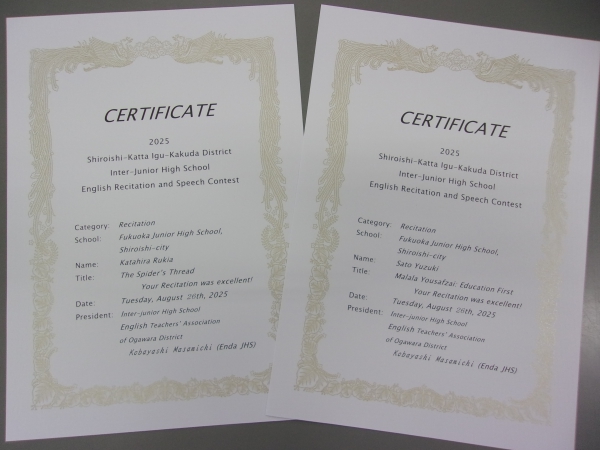 CERTIFICATE
2025
Shiroishi-Katta Igu-Kakuda District
Inter-Junior High School
English Recitation and Speech Contest
Category: Recitation
School: Fukuoka Junior High School,
Shiroishi-city
Name: Katahira Rukia
Title: The Spider's Thread
Your Recitation was excellent!
Date: Tuesday, August 26th, 2025
President: Inter-junior High School
English Teachers' Association
of Ogawara District
Kobayashi Masamichi (Enda JHS)
CERTIFICATE
2025
Shiroishi-Katta Igu-Kakuda District
Inter-Junior High School
English Recitation and Speech Contest
Category: Recitation
School: Fukuoka Junior High School,
Shiroishi-city
Name: Sato Yuzuki
Title: Malala Yousafzai: Education First
Your Recitation was excellent!
Date: Tuesday, August 26th, 2025
President: Inter-junior High School
English Teachers' Association
of Ogawara District
Kobayashi Masamichi (Enda JHS)